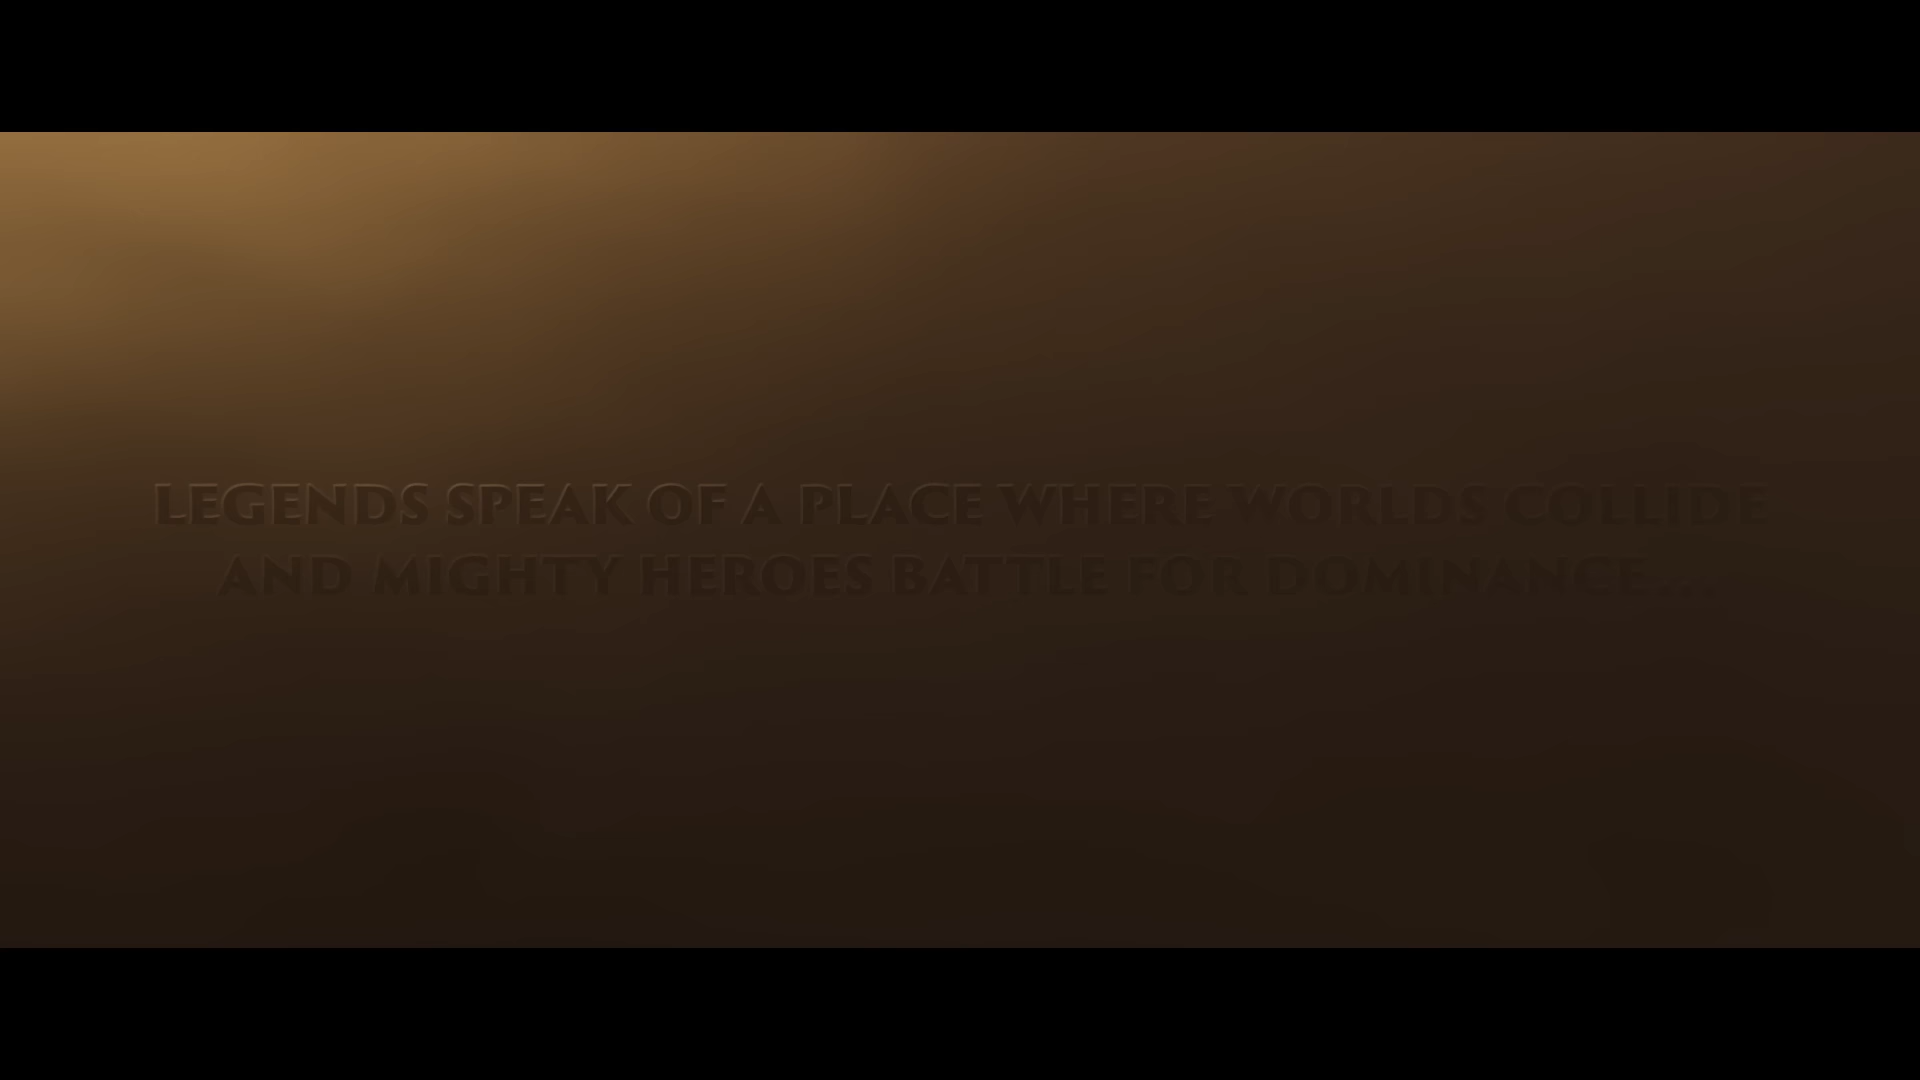 LEGENDS SPEAK OF A PLACE WHERE WORLDS COLLIDE
AND MIGHTY HEROES BATTLE FOR DOMINANCE...